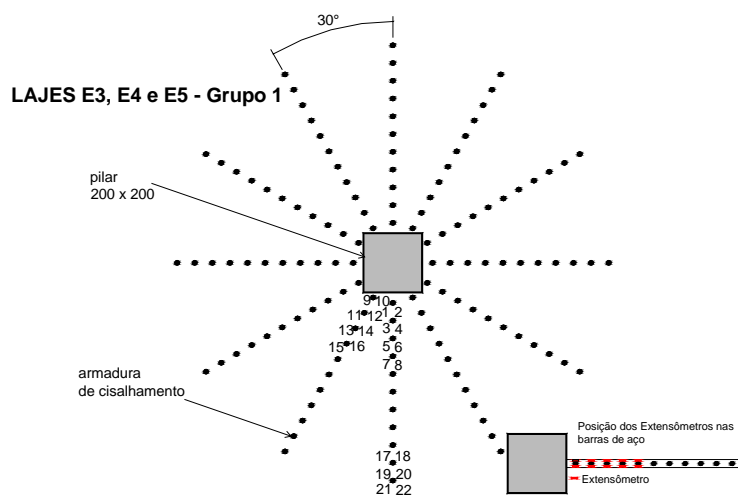 30°
LAJES E3, E4 e E5 - Grupo 1
pilar
200 x 200
9 10
1 2
11 12
3 4
13 14
5 6
15 16
7 8
armadura
de cisalhamento
Posição dos Extensômetros nas
barras de aço
17 18
19 20
Extensômetro
21 22